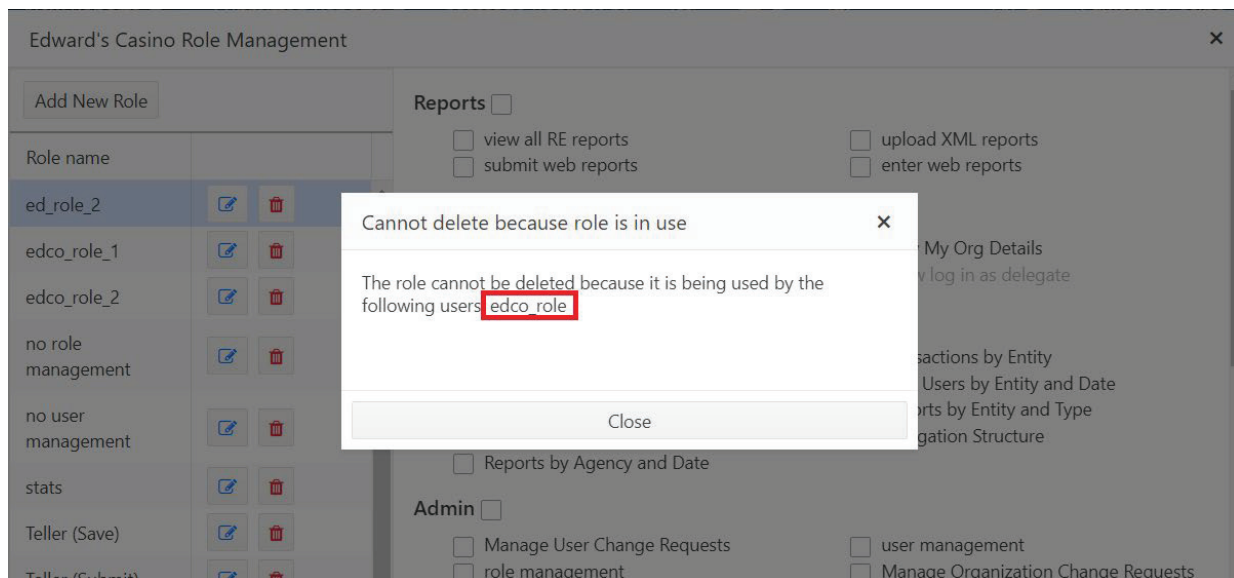 Edward's Casino Role Management
Add New Role
Role name
ed_role_2
edco_role_1
edco_role_2
no role
management
no user
management
stats
Teller (Save)
Teller (Submit)
Reports
view all RE reports
upload XML reports
submit web reports
enter web reports
My Org Details
log in as delegate
by Entity
Users by Entity and Date
by Entity and Type
Structure
Reports by Agency and Date
Admin
Manage User Change Requests
user management
role management
Manage Organization Change Requests
Cannot delete because role is in use
The role cannot be deleted because it is being used by the
following users edco_role
Close